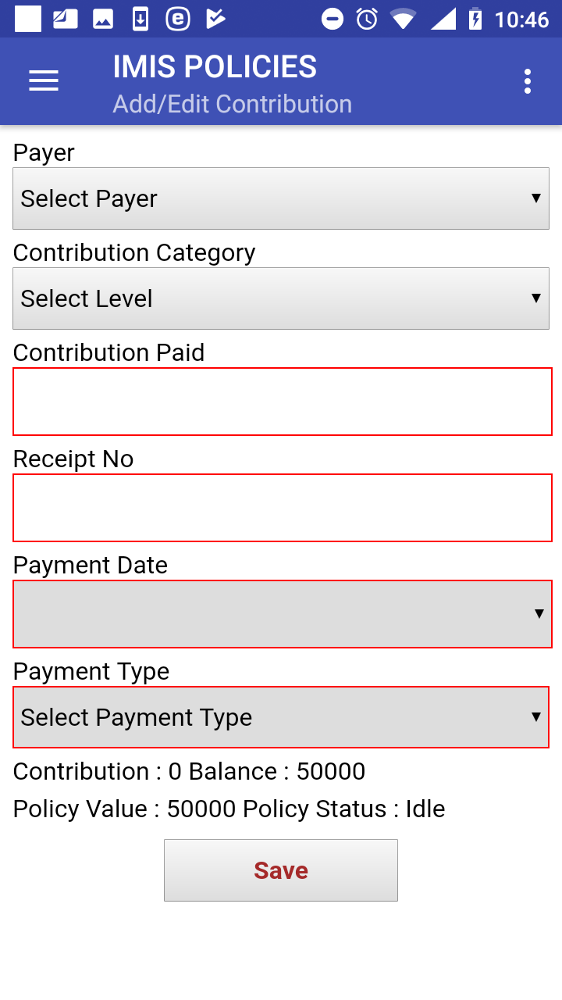 10:46
IMIS POLICIES
Add/Edit Contribution
Payer
Select Payer
Contribution Category
Select Level
Contribution Paid
Receipt No
Payment Date
Payment Type
Select Payment Type
Contribution : 0 Balance : 50000
Policy Value : 50000 Policy Status : Idle
Save